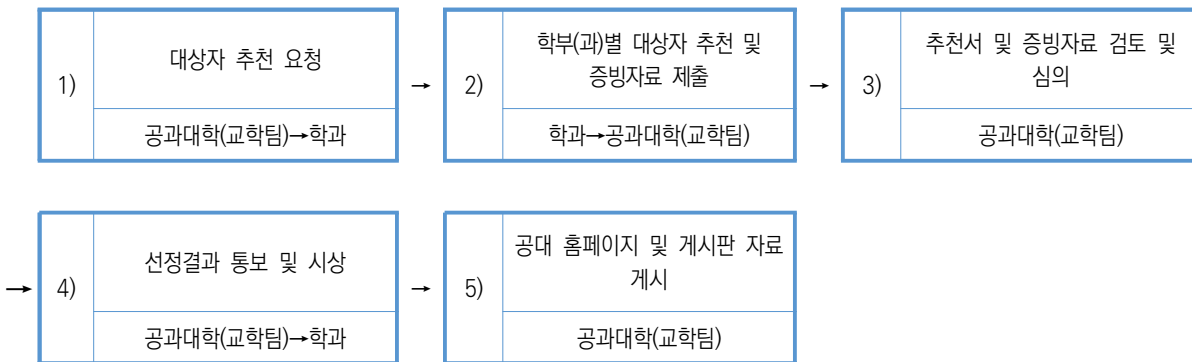 1)
대상자 추천 요청
공과대학(교학팀)→학과
→
2)
학부(과)별 대상자 추천 및
증빙자료 제출
학과→공과대학(교학팀)
→
3)
추천서 및 증빙자료 검토 및
심의
공과대학(교학팀)
→
4)
선정결과 통보 및 시상
공과대학(교학팀)→학과
→
5)
공대 홈페이지 및 게시판 자료
게시
공과대학(교학팀)